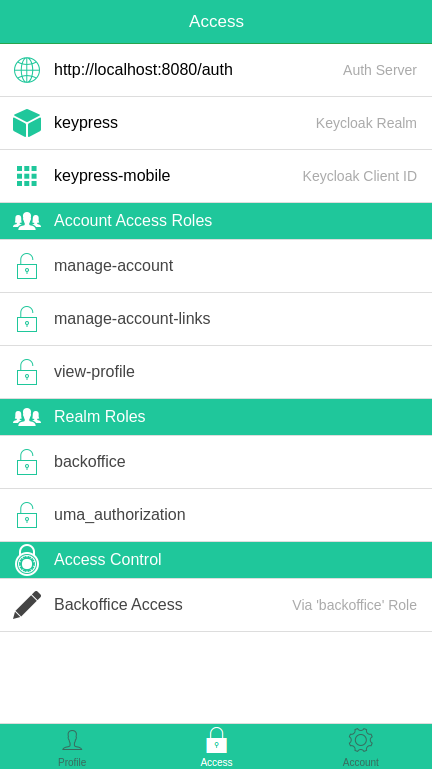 Access
http://localhost:8080/auth Auth Server
keypress Keycloak Realm
keypress-mobile Keycloak Client ID
Account Access Roles
manage-account
manage-account-links
view-profile
Realm Roles
backoffice
uma_authorization
Access Control
Backoffice Access Via 'backoffice' Role
Profile Access Account